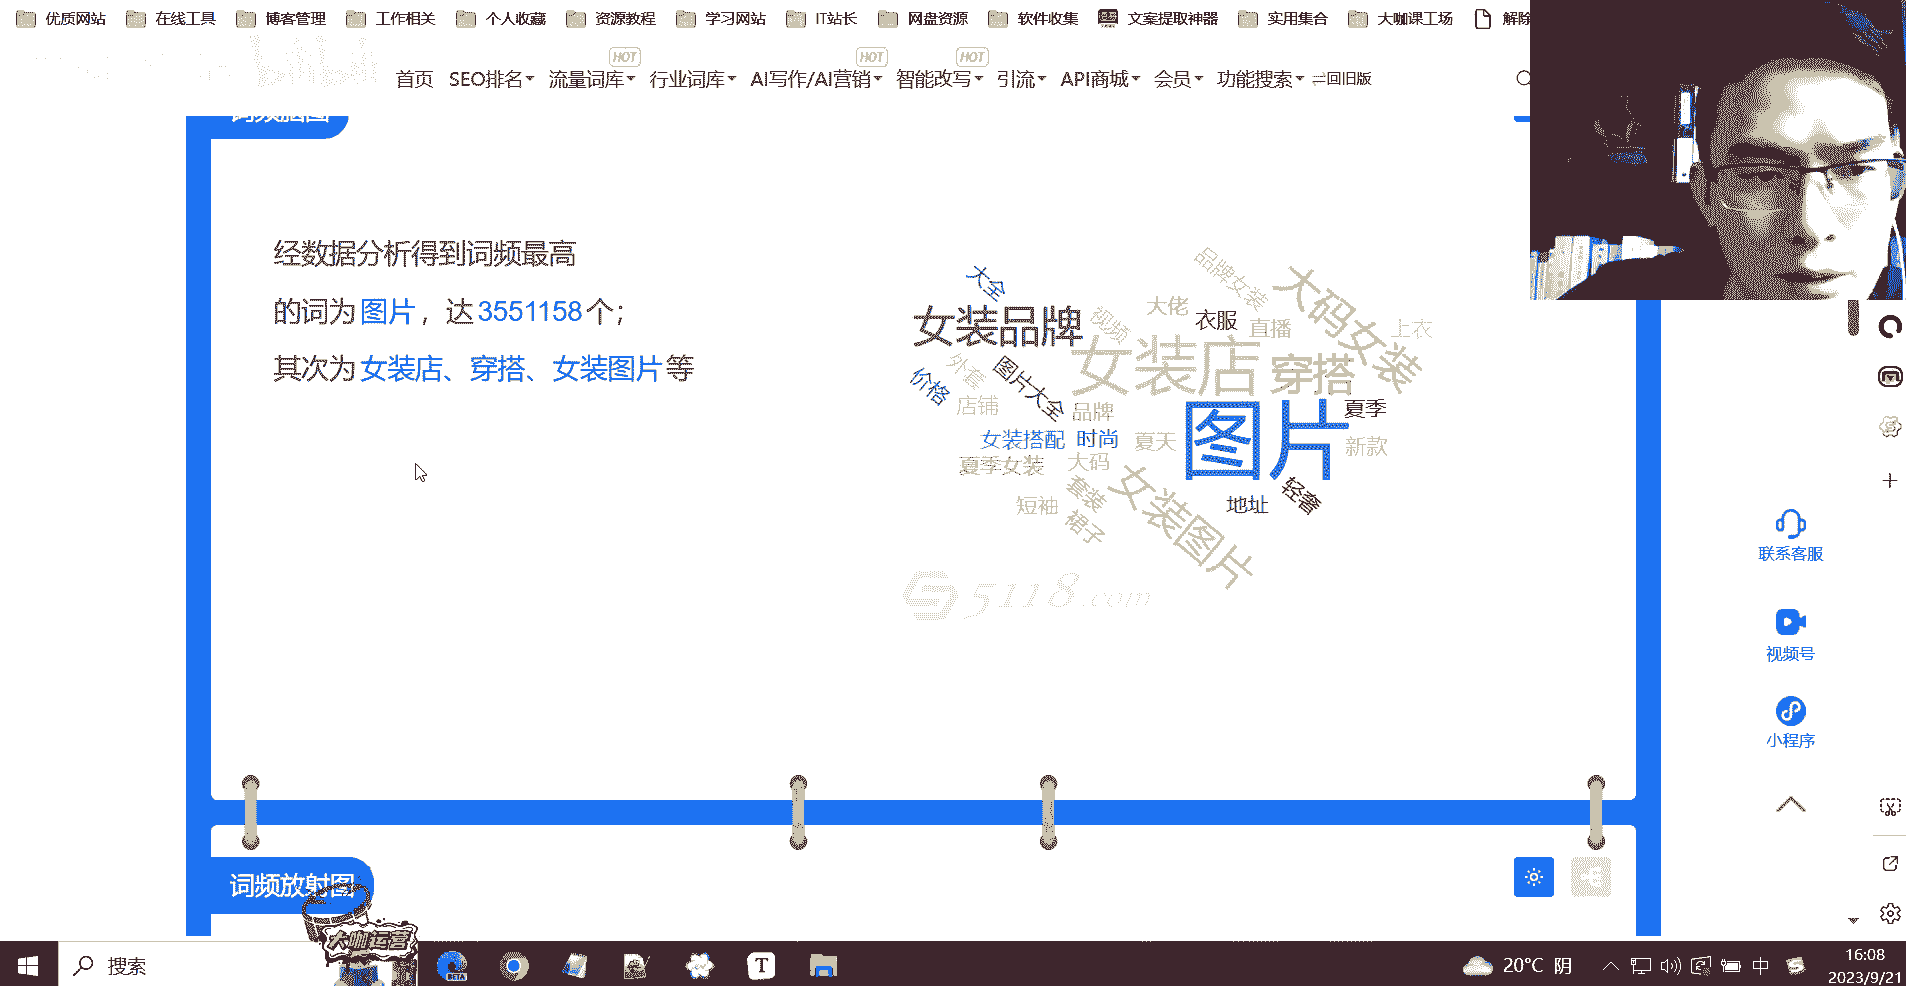 优质网站 在线工具 博客管理 工作相关 个人收藏 资源教程 学习网站 IT站长 网盘资源 软件收集 文案提取神器 实用集合 大咖课工场 解除
HOT HOT HOT
首页 SEO排名 流量词库 行业词库 AI写作/AI营销 智能改写 引流 API商城 会员 功能搜索 回旧版
词频脑图
经数据分析得到词频最高
的词为 图片，达 3551158 个；
其次为 女装店、穿搭、女装图片 等
大全
品牌女装
大码女装
女装品牌
视频
大佬
衣服
直播
上衣
外套
图片大全
女装店
穿搭
价格
店铺
品牌
图片
夏季
女装搭配
时尚
夏天
新款
夏季女装
大码
套装
女装图片
轻奢
短袖
裙子
地址
5118.com
联系客服
视频号
小程序
词频放射图
大咖运营
搜索
BETA
T
20°C 阴
中
16:08
2023/9/21